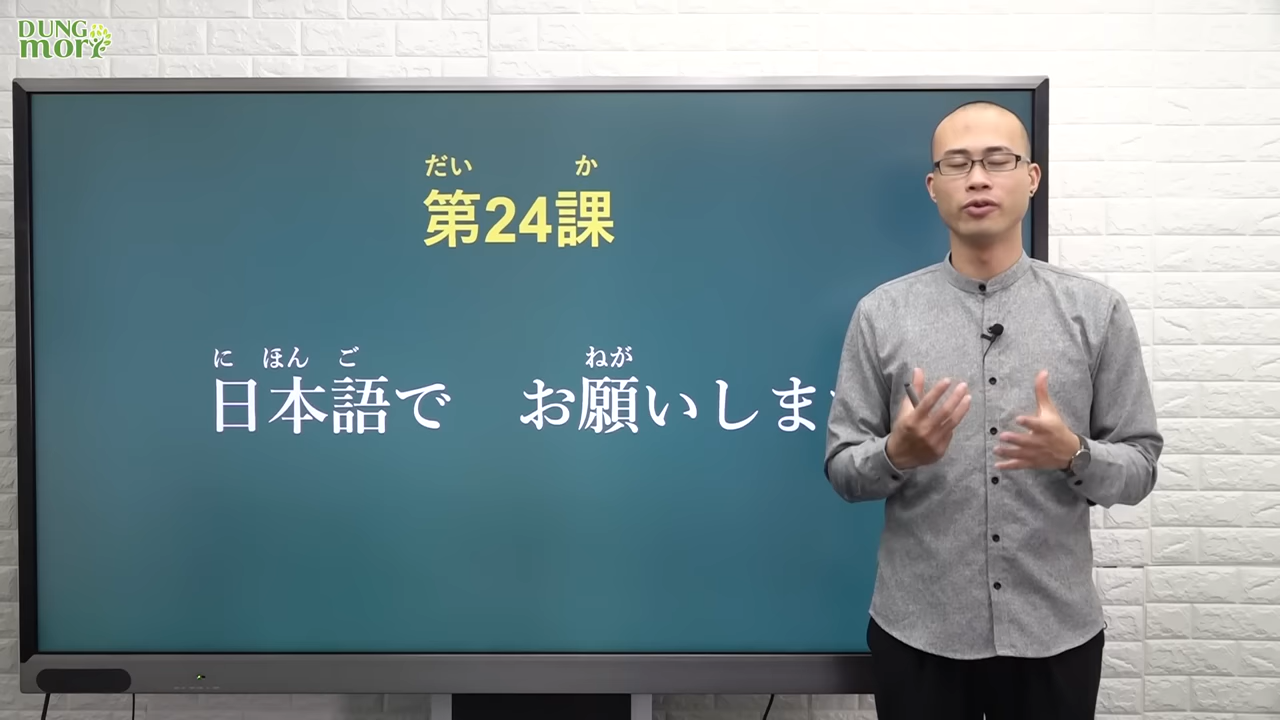 DUNG
mori
だい か
第24課
に ほん ご ねが
日本語で お願いしま